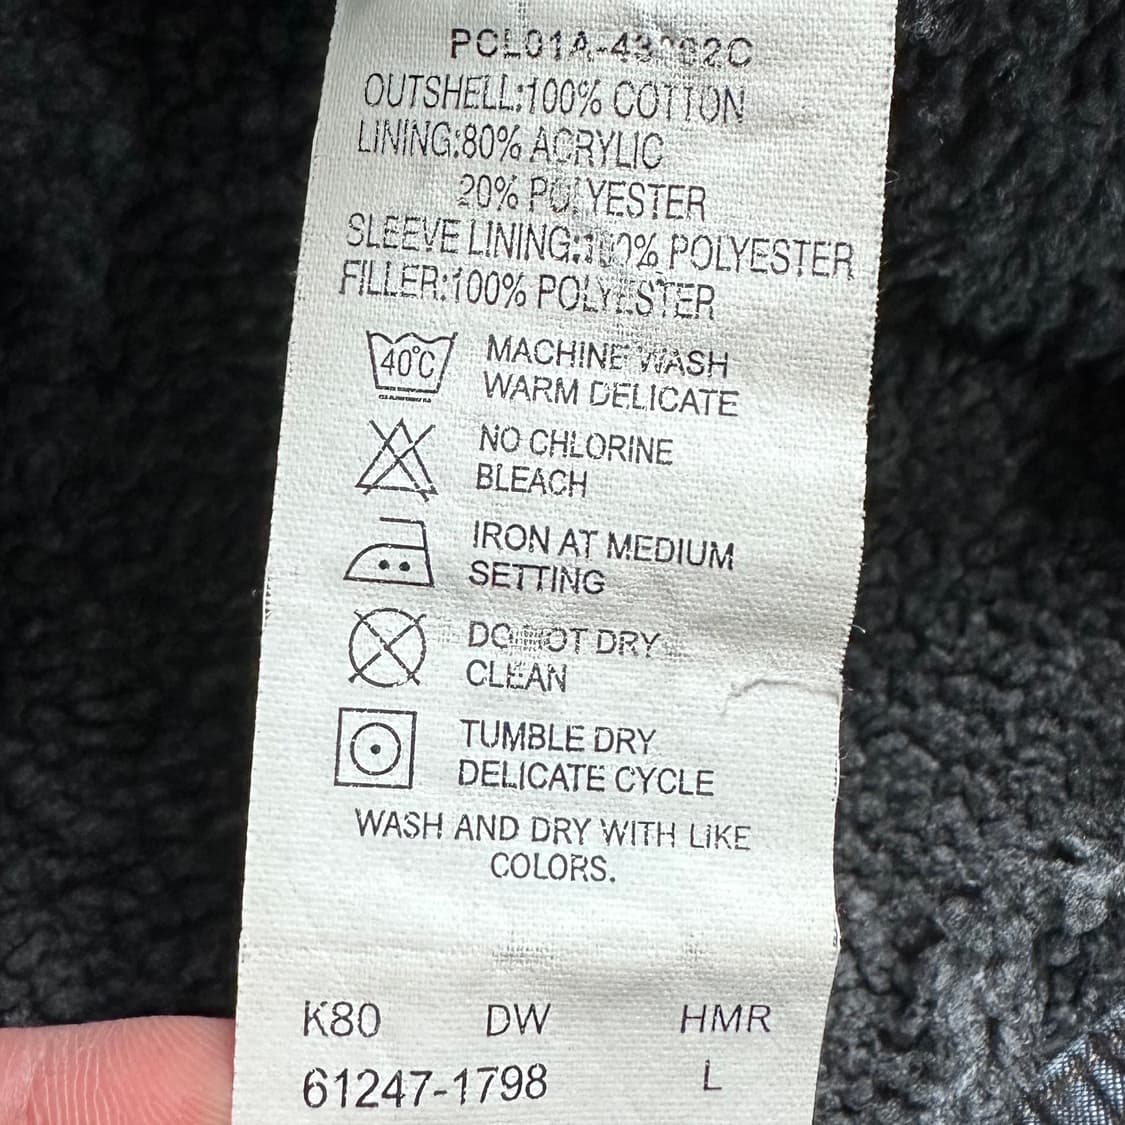 OUTSHELL:100% COTTON
LINING:80% ACRYLIC
20% POLYESTER
SLEEVE LINING:100% POLYESTER
FILLER:100% POLYESTER
40°C MACHINE WASH
WARM DELICATE
NO CHLORINE
BLEACH
IRON AT MEDIUM
SETTING
DO NOT DRY
CLEAN
TUMBLE DRY
DELICATE CYCLE
WASH AND DRY WITH LIKE
COLORS.
K80 DW HMR
61247-1798 L